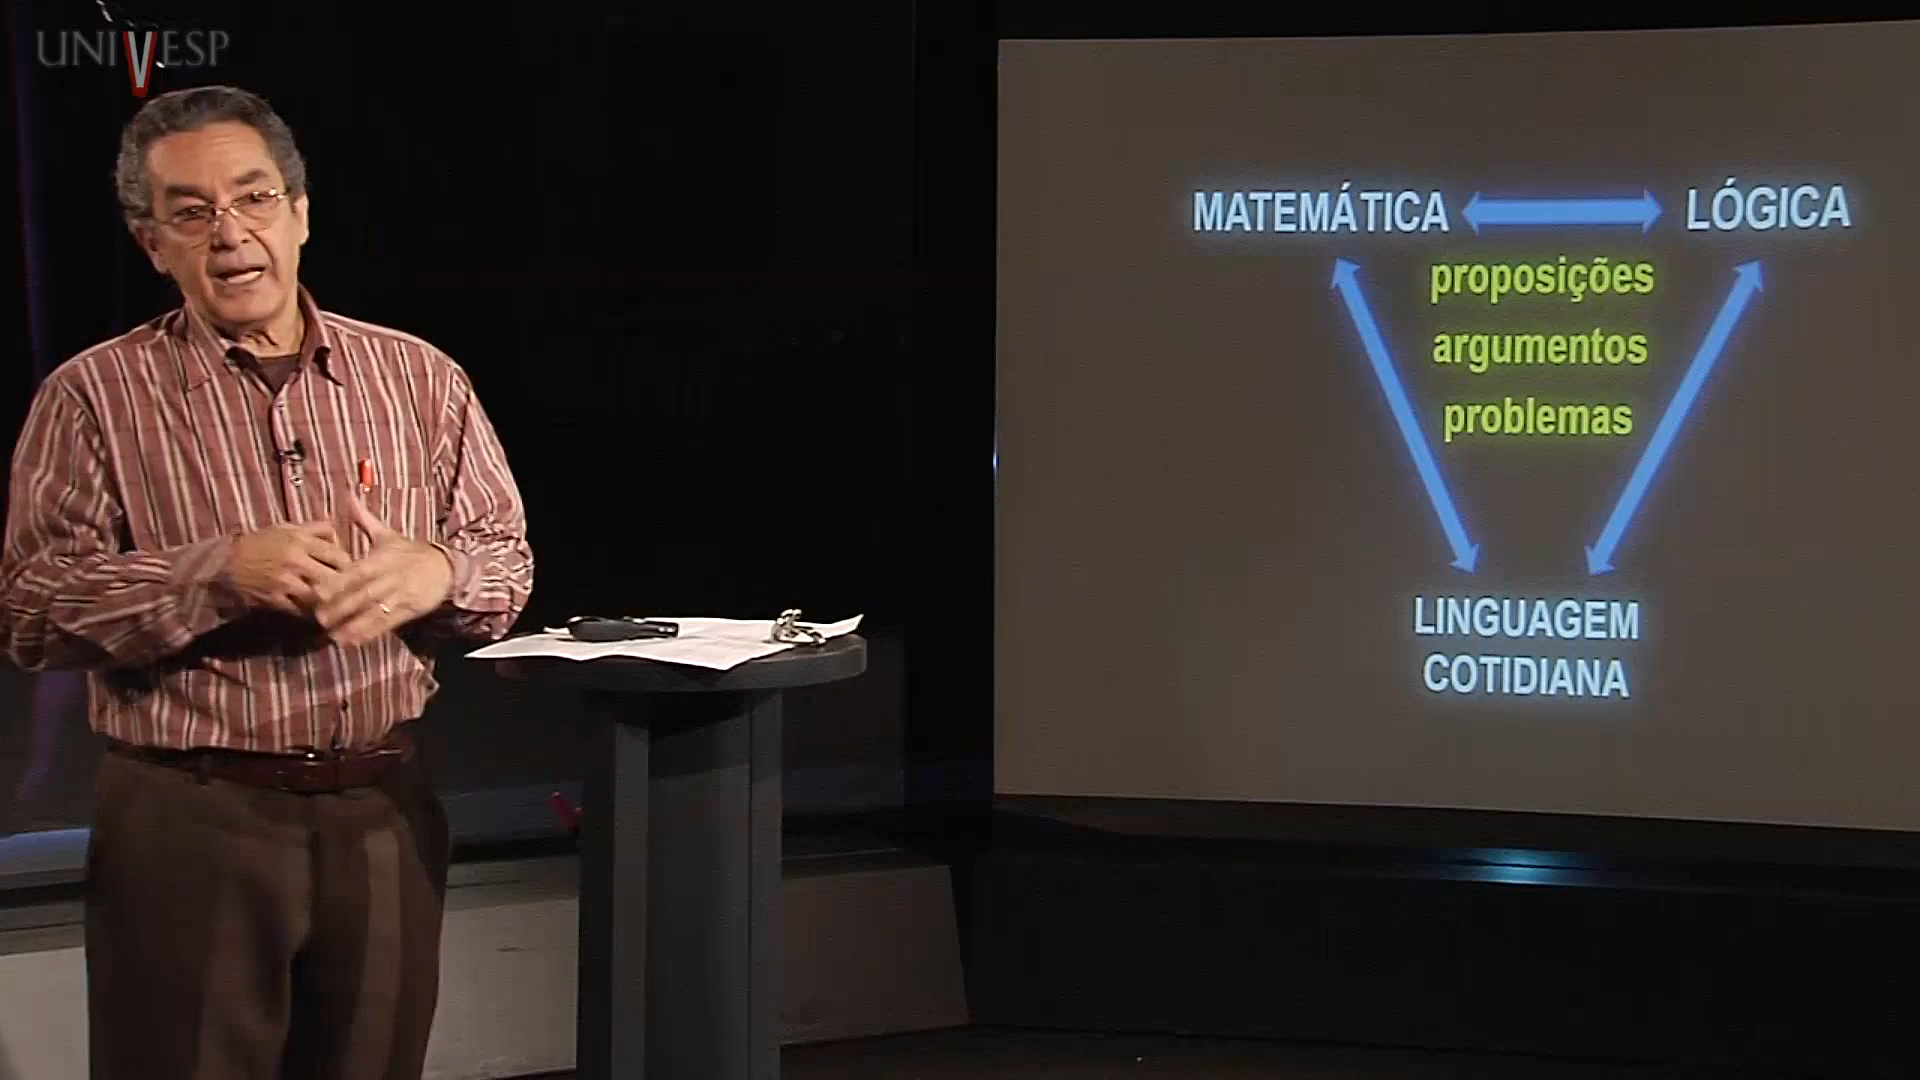 UNIVESP
MATEMÁTICA
LÓGICA
proposições
argumentos
problemas
LINGUAGEM
COTIDIANA